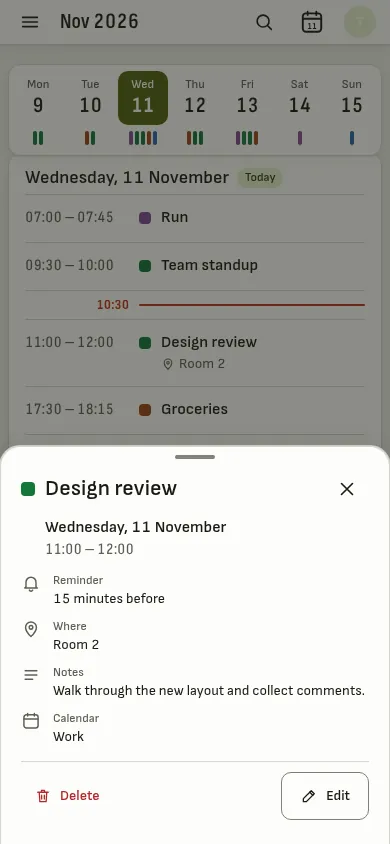 Nov 2026
11
Mon Tue Wed Thu Fri Sat Sun
9 10 11 12 13 14 15
Wednesday, 11 November Today
07:00 – 07:45 Run
09:30 – 10:00 Team standup
10:30
11:00 – 12:00 Design review
Room 2
17:30 – 18:15 Groceries
Design review
Wednesday, 11 November
11:00 – 12:00
Reminder
15 minutes before
Where
Room 2
Notes
Walk through the new layout and collect comments.
Calendar
Work
Delete Edit